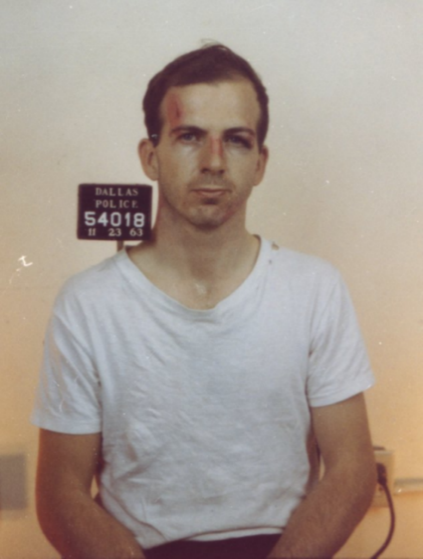 DALLAS
POLICE
54018
11 23 63